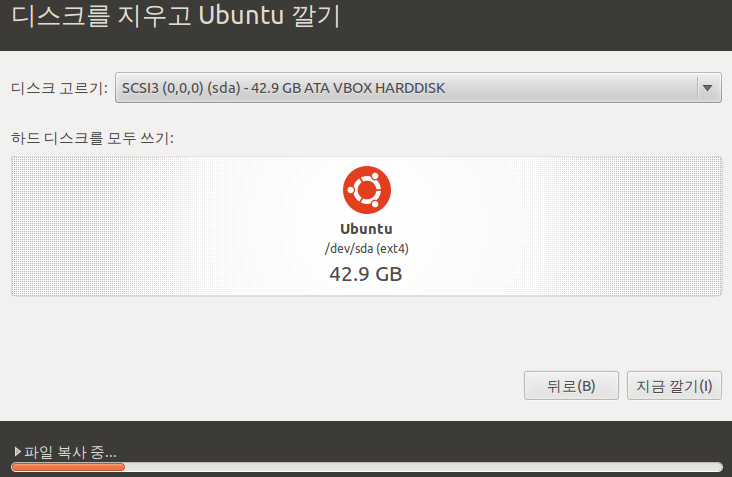 디스크를 지우고 Ubuntu 깔기
디스크 고르기: SCSI3 (0,0,0) (sda) - 42.9 GB ATA VBOX HARDDISK
하드 디스크를 모두 쓰기:
Ubuntu
/dev/sda (ext4)
42.9 GB
뒤로(B) 지금 깔기(I)
파일 복사 중...